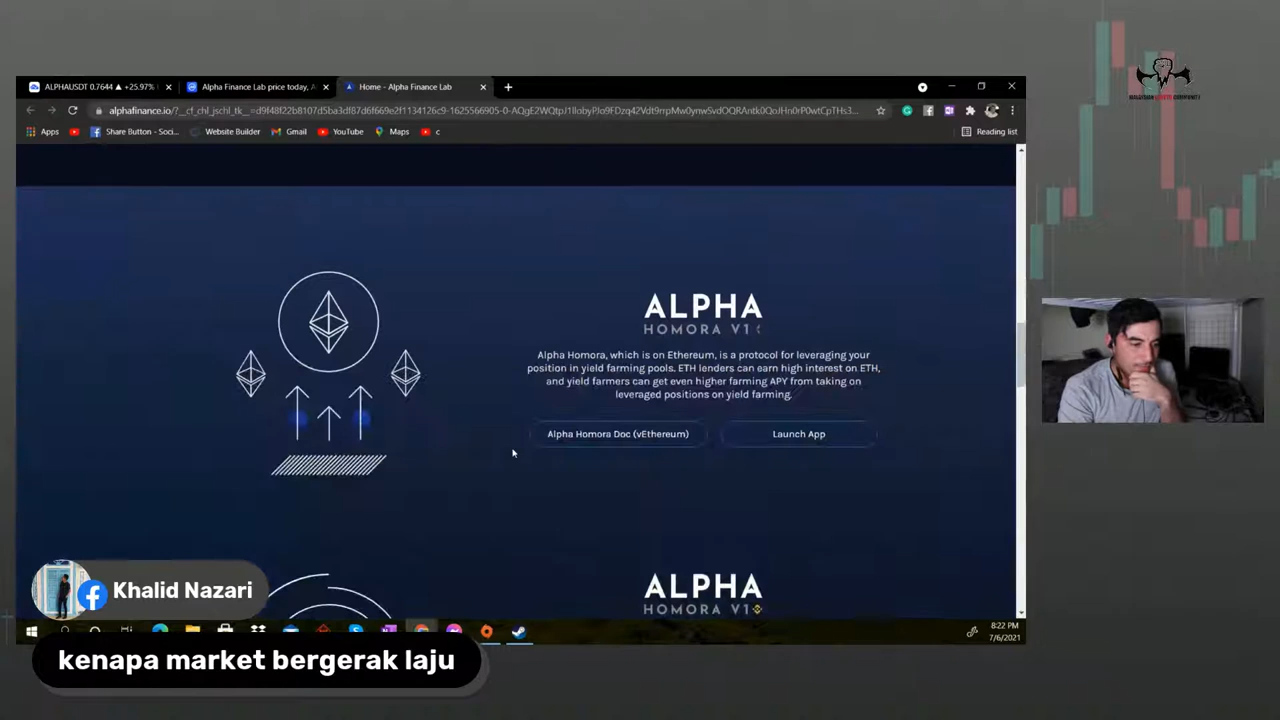 ALPHAUSDT 0.7644 ▲ +25.97%
Alpha Finance Lab price today, A
Home - Alpha Finance Lab
Apps
Share Button - Soci...
Website Builder
Gmail
YouTube
Maps
c
Reading list
ALPHA
HOMORA V1
Alpha Homora, which is on Ethereum, is a protocol for leveraging your
position in yield farming pools. ETH lenders can earn high interest on ETH,
and yield farmers can get even higher farming APY from taking on
leveraged positions on yield farming.
Alpha Homora Doc (vEthereum)
Launch App
ALPHA
HOMORA V1
Khalid Nazari
kenapa market bergerak laju
8:22 PM
7/6/2021